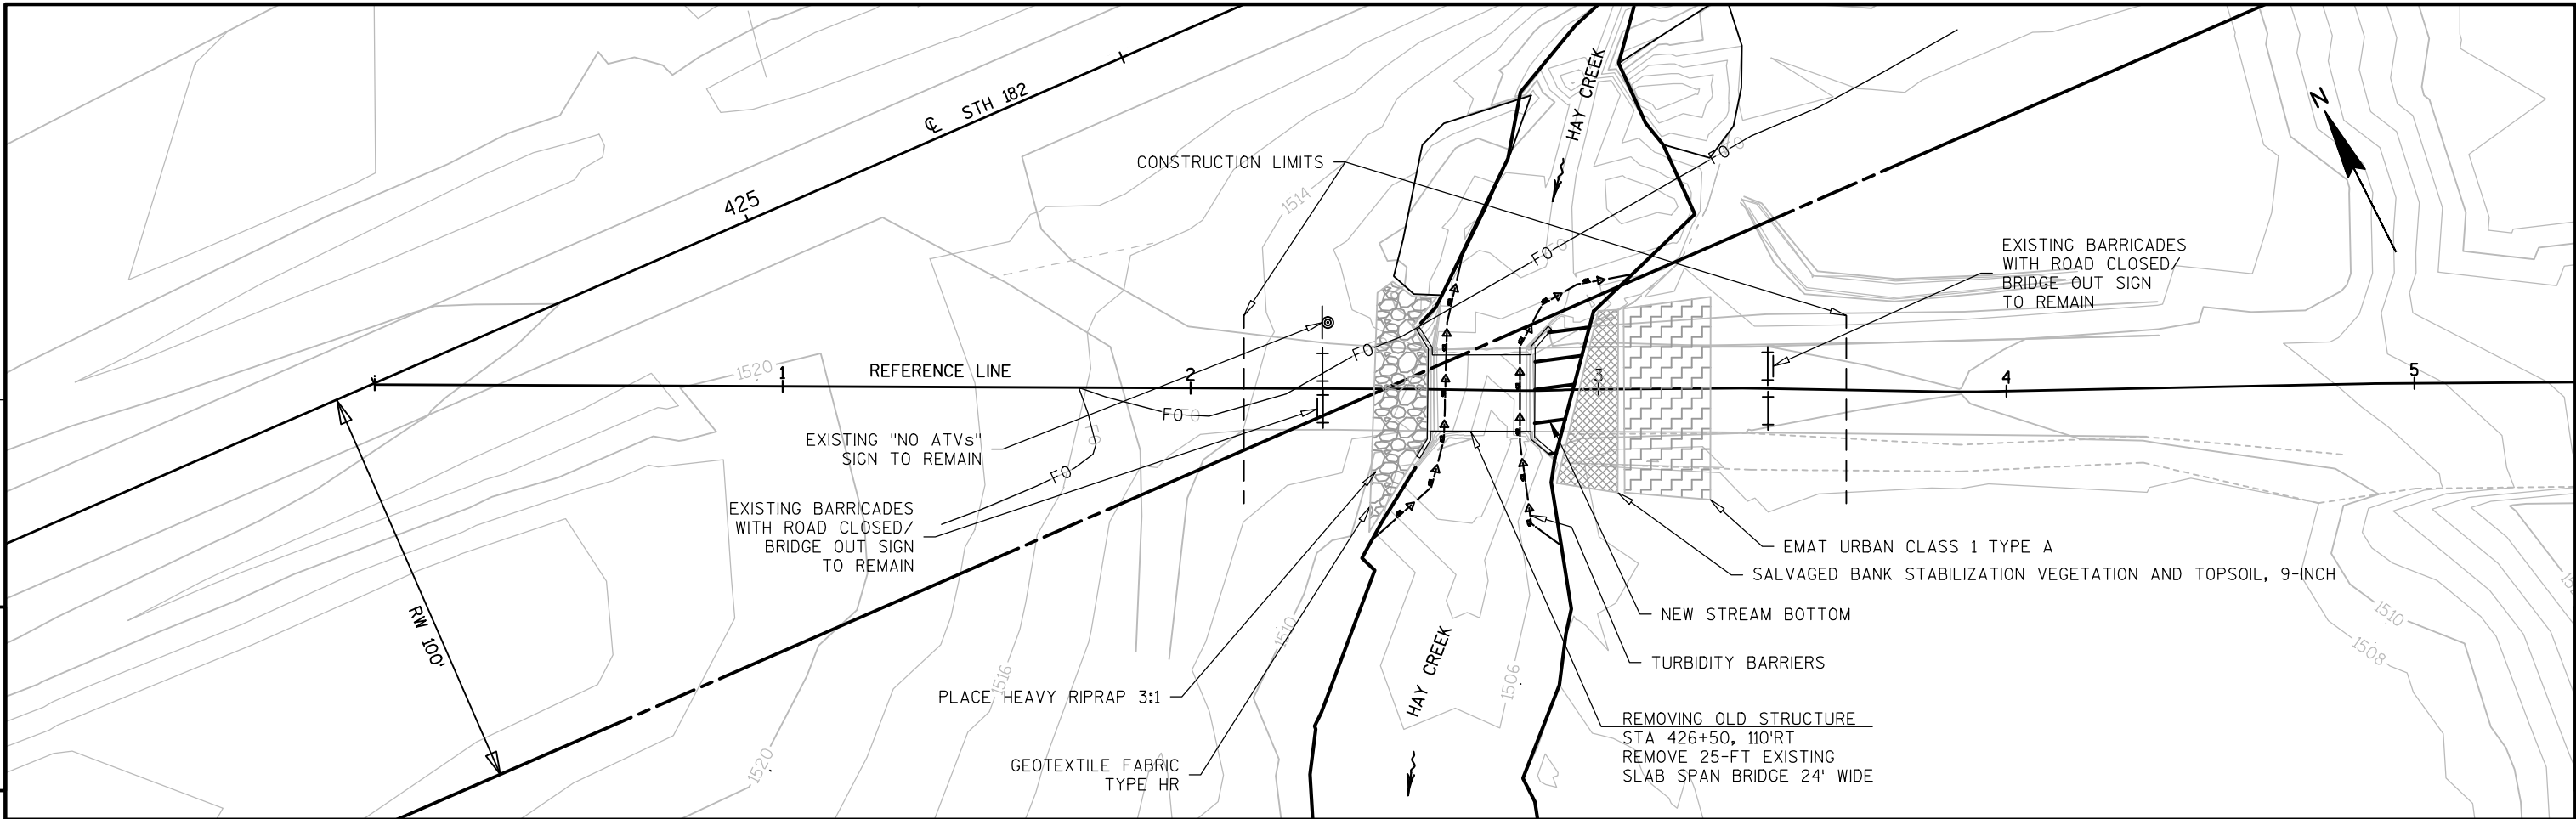 ℄ STH 182
425
HAY CREEK
N
CONSTRUCTION LIMITS
1514
FO
FO
FO
FO
FO
EXISTING BARRICADES
WITH ROAD CLOSED/
BRIDGE OUT SIGN
TO REMAIN
REFERENCE LINE
1
2
3
4
5
1520
EXISTING "NO ATVs"
SIGN TO REMAIN
EXISTING BARRICADES
WITH ROAD CLOSED/
BRIDGE OUT SIGN
TO REMAIN
RW 100'
EMAT URBAN CLASS 1 TYPE A
SALVAGED BANK STABILIZATION VEGETATION AND TOPSOIL, 9-INCH
NEW STREAM BOTTOM
TURBIDITY BARRIERS
1510
1508
1510
1516
1506
1520
HAY CREEK
PLACE HEAVY RIPRAP 3:1
GEOTEXTILE FABRIC
TYPE HR
REMOVING OLD STRUCTURE
STA 426+50, 110'RT
REMOVE 25-FT EXISTING
SLAB SPAN BRIDGE 24' WIDE